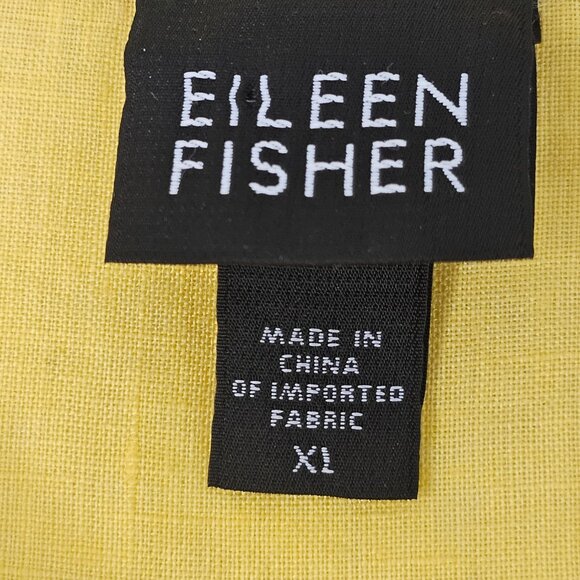 EILEEN
FISHER
MADE IN
CHINA
OF IMPORTED
FABRIC
XL